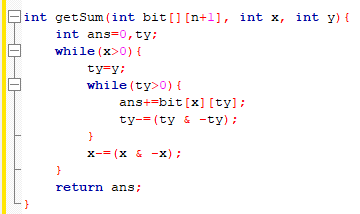 int getSum(int bit[][n+1], int x, int y){
int ans=0,ty;
while(x>0){
ty=y;
while(ty>0){
ans+=bit[x][ty];
ty-=(ty & -ty);
}
x-=(x & -x);
}
return ans;
}